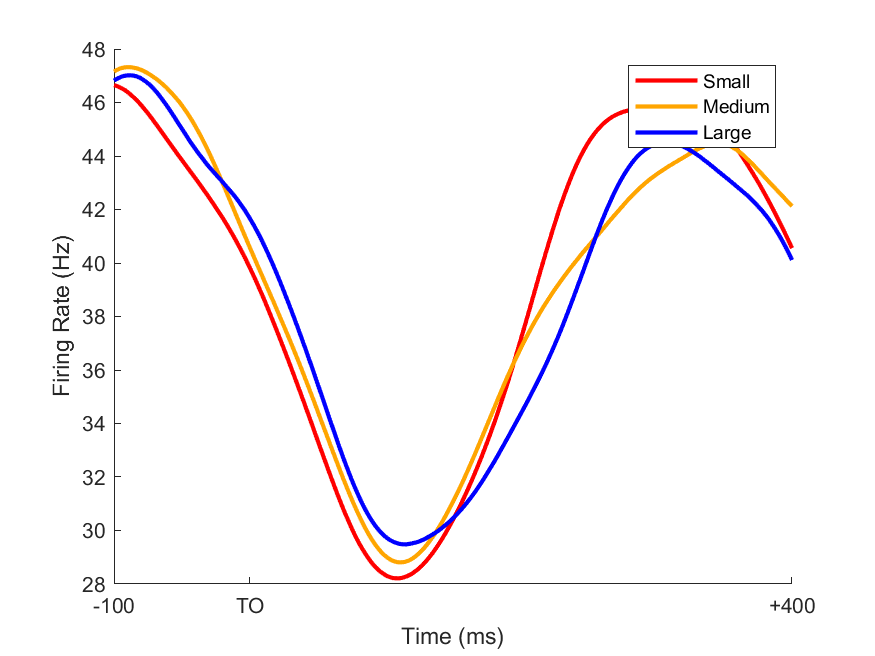 48
46
44
42
40
38
36
34
32
30
28
Firing Rate (Hz)
Small
Medium
Large
-100 TO +400
Time (ms)